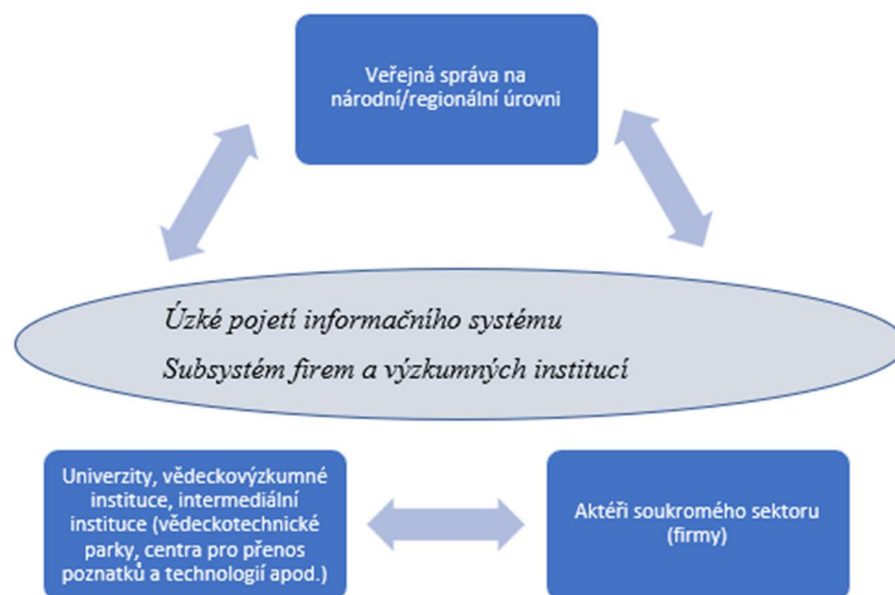 Veřejná správa na
národní/regionální úrovni
Úzké pojetí informačního systému
Subsystém firem a výzkumných institucí
Univerzity, vědeckovýzkumné
instituce, intermediální
instituce (vědeckotechnické
parky, centra pro přenos
poznatků a technologií apod.)
Aktéři soukromého sektoru
(firmy)